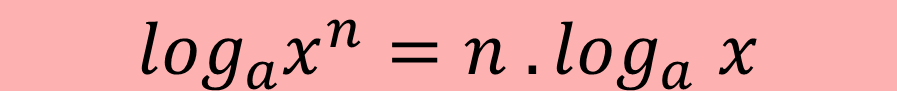 logₐxⁿ = n . logₐ x